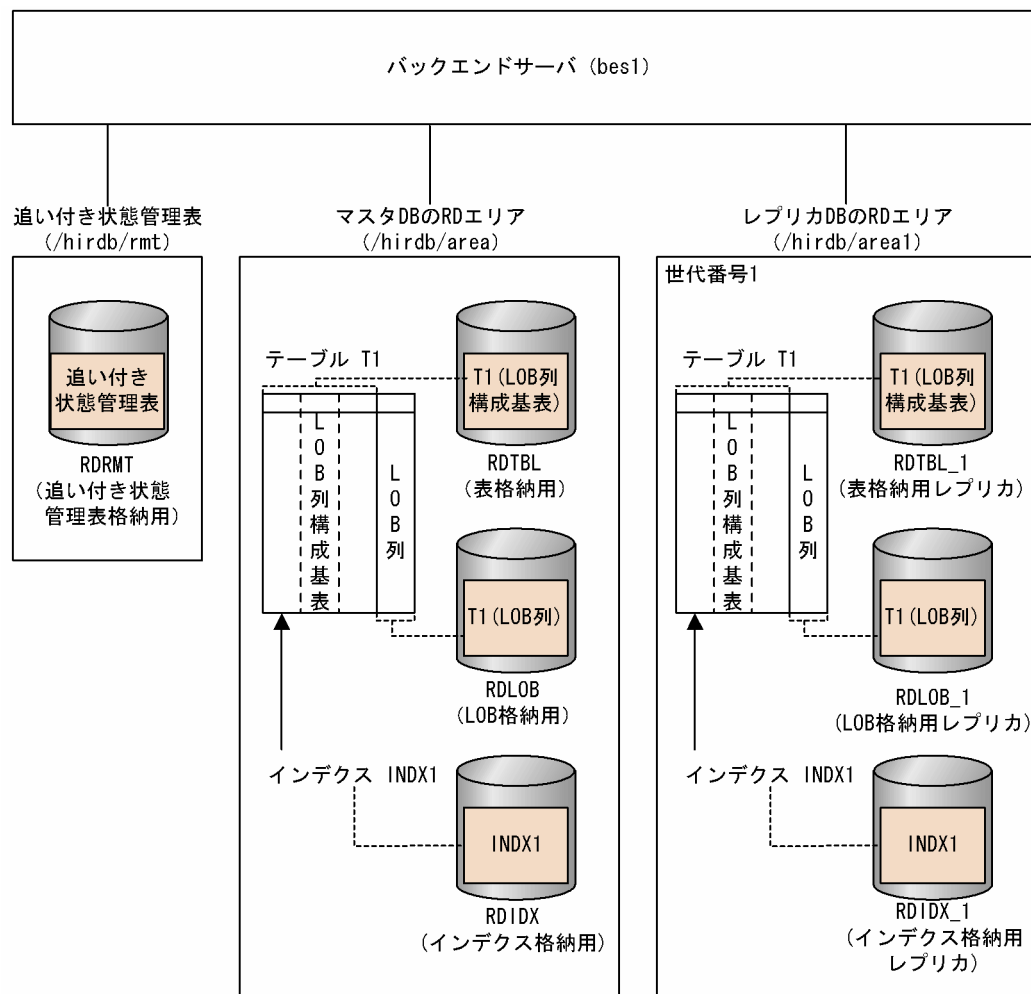 バックエンドサーバ（bes1）
追い付き状態管理表
（/hirdb/rmt）
追い付き
状態管理表
RDRMT
（追い付き状態
管理表格納用）
マスタDBのRDエリア
（/hirdb/area）
テーブル T1
LOB列構成基表
LOB列
T1（LOB列
構成基表）
RDTBL
（表格納用）
T1（LOB列）
RDLOB
（LOB格納用）
インデクス INDX1
INDX1
RDIDX
（インデクス格納用）
レプリカDBのRDエリア
（/hirdb/area1）
世代番号1
テーブル T1
LOB列構成基表
LOB列
T1（LOB列
構成基表）
RDTBL_1
（表格納用レプリカ）
T1（LOB列）
RDLOB_1
（LOB格納用レプリカ）
インデクス INDX1
INDX1
RDIDX_1
（インデクス格納用
レプリカ）